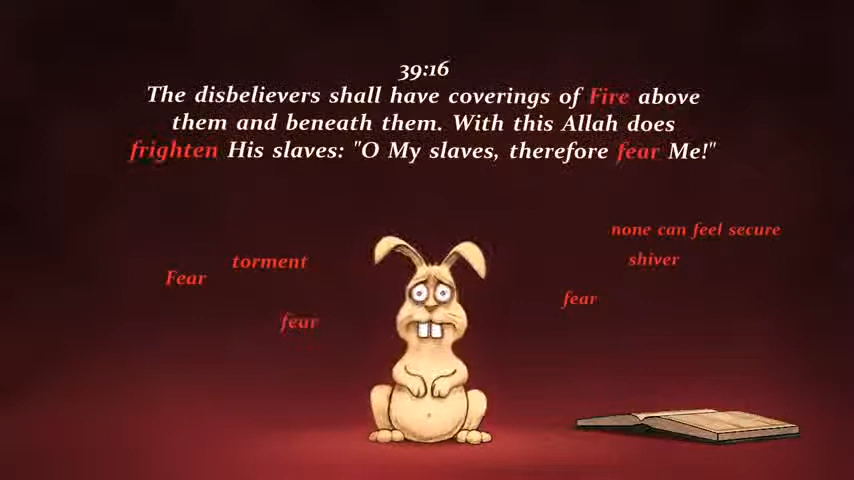 39:16
The disbelievers shall have coverings of Fire above
them and beneath them. With this Allah does
frighten His slaves: "O My slaves, therefore fear Me!"
none can feel secure
torment
shiver
Fear
fear
fear